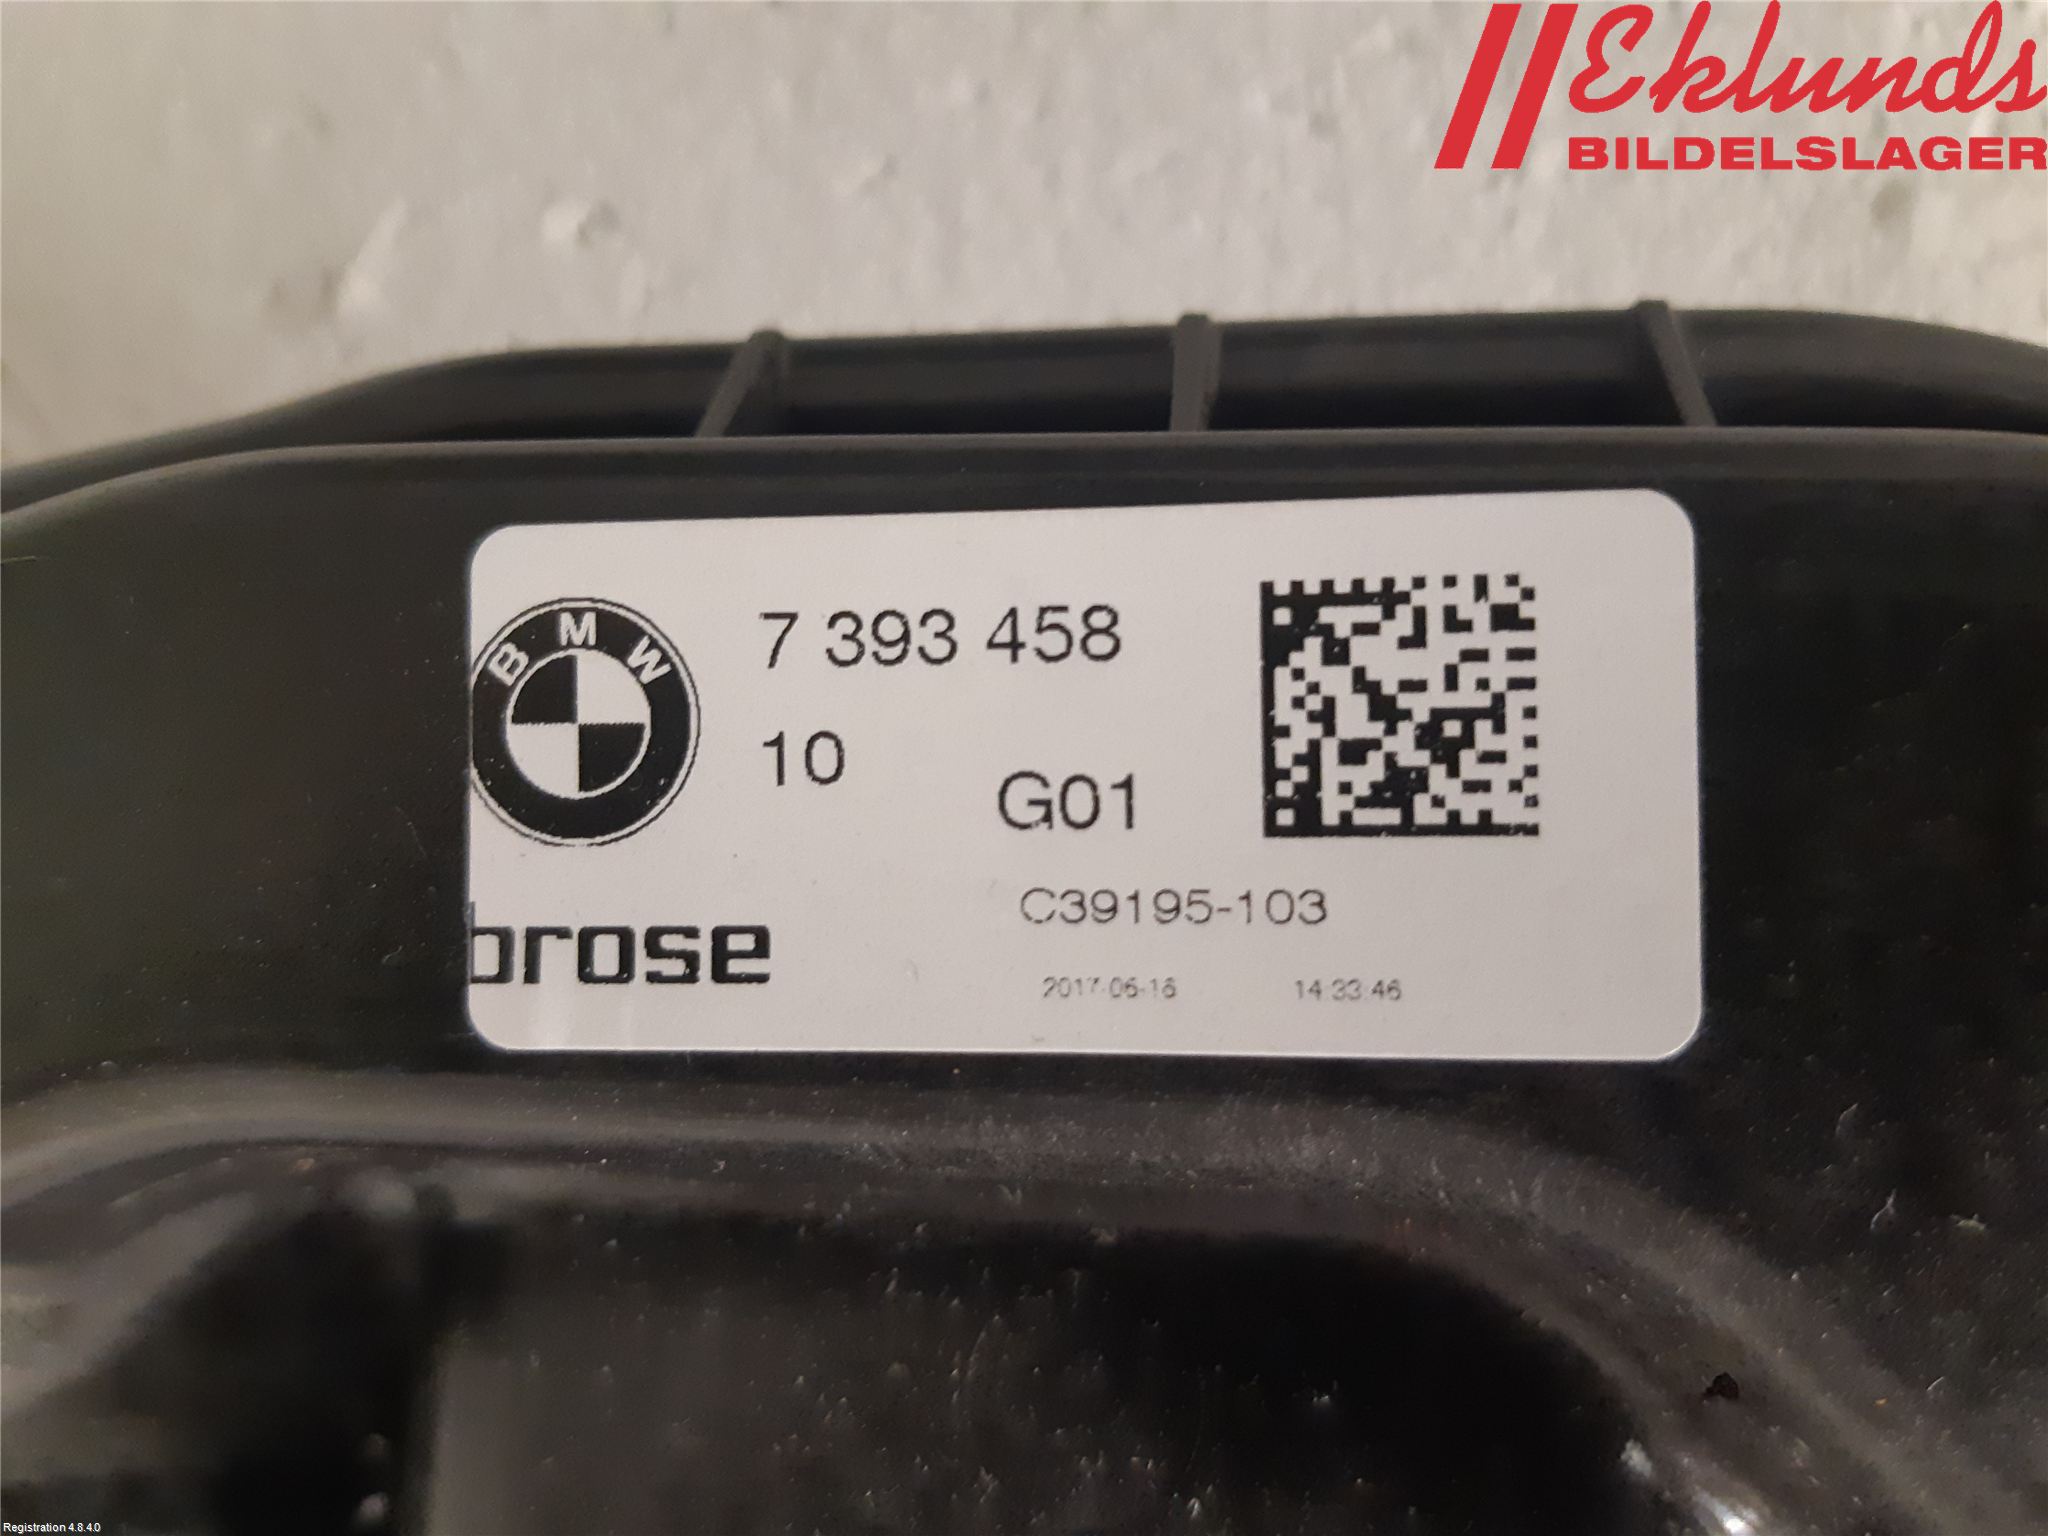 Eklunds
BILDELSLAGER
BMW
7 393 458
10
G01
C39195-103
brose
2017-06-16 14:33:46
Registration 4.8.4.0